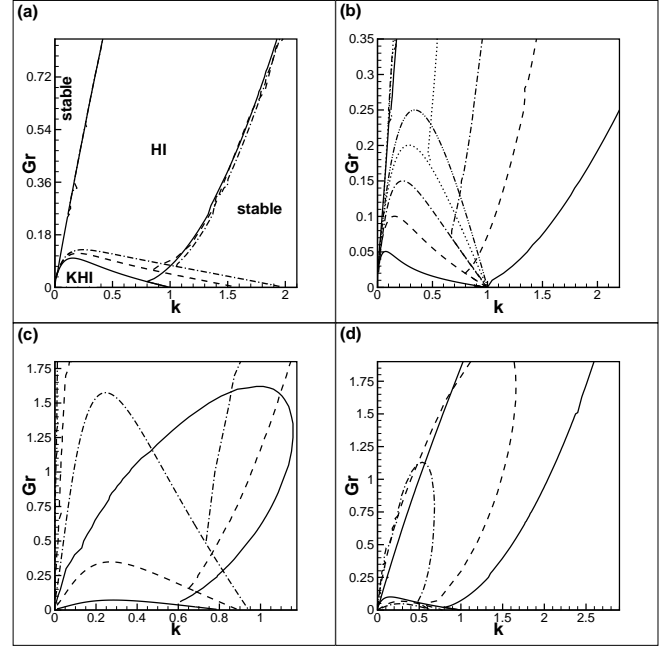 (a)
Gr
0.72
0.54
0.36
0.18
0
stable
HI
stable
KHI
0 0.5 1 1.5 2
k
(b)
Gr
0.35
0.3
0.25
0.2
0.15
0.1
0.05
0
0 0.5 1 1.5 2
k
(c)
Gr
1.75
1.5
1.25
1
0.75
0.5
0.25
0
0 0.2 0.4 0.6 0.8 1
k
(d)
Gr
1.75
1.5
1.25
1
0.75
0.5
0.25
0
0 0.5 1 1.5 2 2.5
k